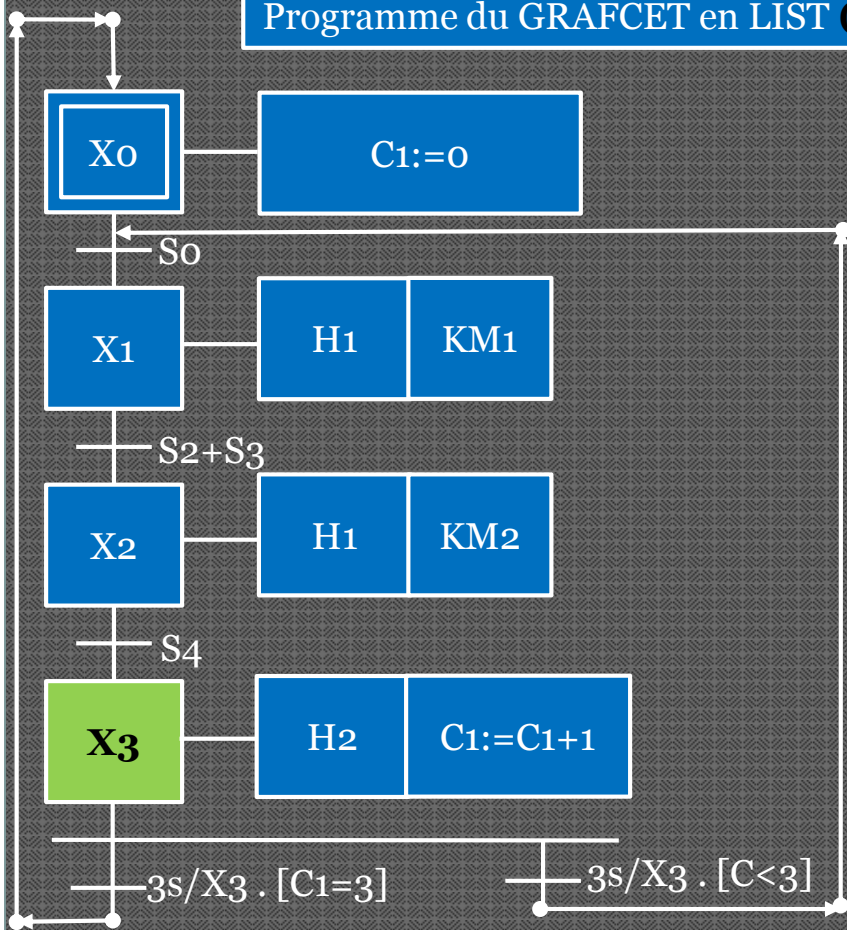 Programme du GRAFCET en LIST
X0 C1:=0
S0
X1 H1 KM1
S2+S3
X2 H1 KM2
S4
X3 H2 C1:=C1+1
3s/X3 . [C1=3] 3s/X3 . [C<3]